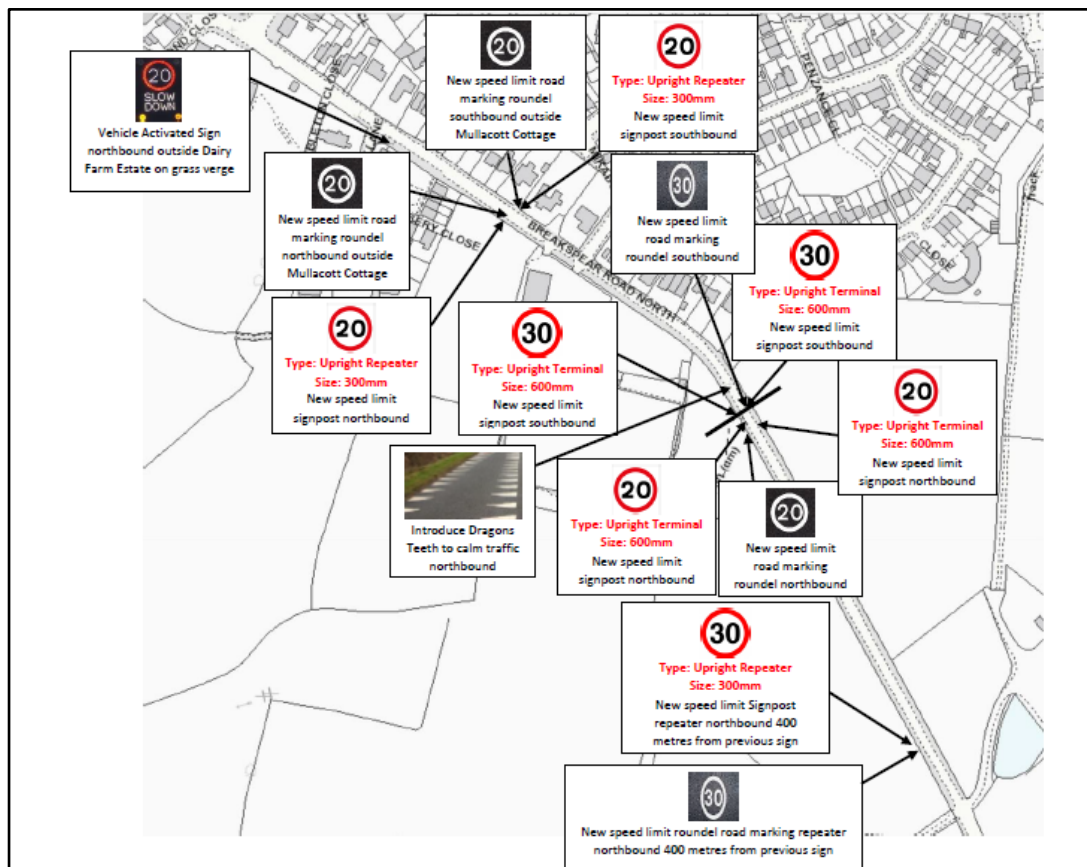 20
SLOW
DOWN
Vehicle Activated Sign
northbound outside Dairy
Farm Estate on grass verge
20
New speed limit road
marking roundel
southbound outside
Mullacott Cottage
20
Type: Upright Repeater
Size: 300mm
New speed limit
signpost southbound
PENZANCE CL
CLETON CLOSE
LANE
20
New speed limit road
marking roundel
northbound outside
Mullacott Cottage
ERY CLOSE
BREAKSPEAR ROAD NORTH
30
New speed limit
road marking
roundel southbound
Track
CLOSE
30
Type: Upright Terminal
Size: 600mm
New speed limit
signpost southbound
20
Type: Upright Repeater
Size: 300mm
New speed limit
signpost northbound
30
Type: Upright Terminal
Size: 600mm
New speed limit
signpost southbound
20
Type: Upright Terminal
Size: 600mm
New speed limit
signpost northbound
Introduce Dragons
Teeth to calm traffic
northbound
20
Type: Upright Terminal
Size: 600mm
New speed limit
signpost northbound
20
New speed limit
road marking
roundel northbound
30
Type: Upright Repeater
Size: 300mm
New speed limit Signpost
repeater northbound 400
metres from previous sign
30
New speed limit roundel road marking repeater
northbound 400 metres from previous sign